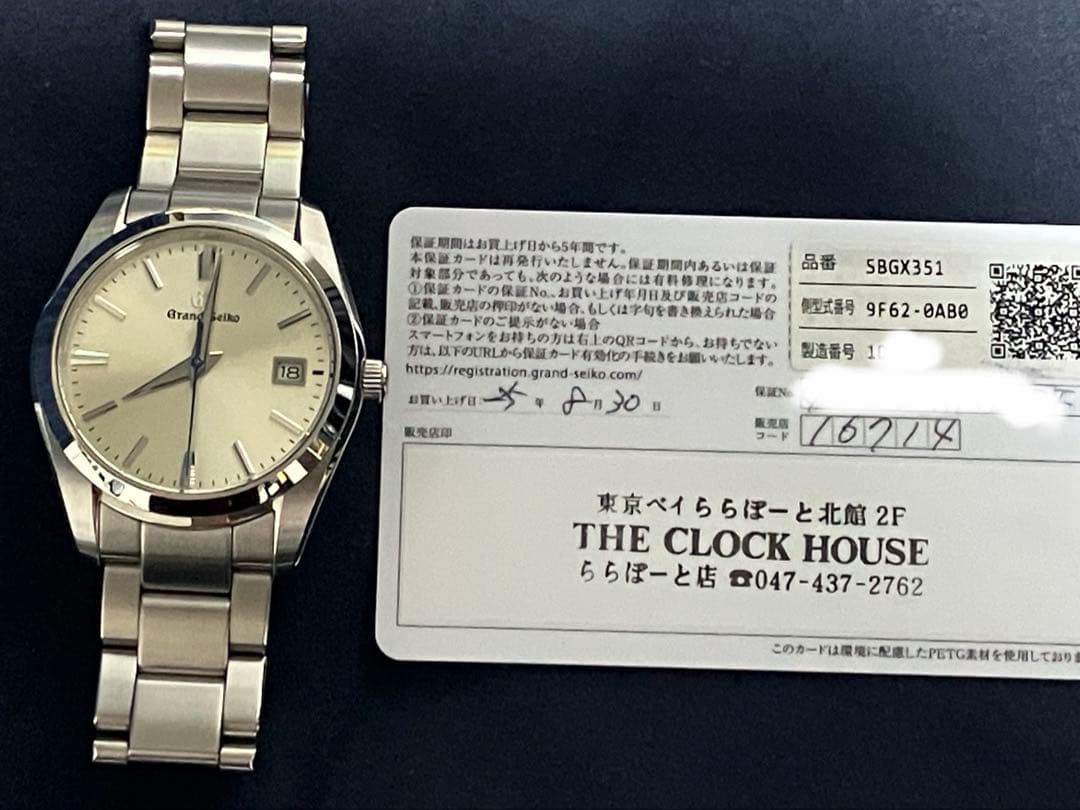 Grand Seiko
18
保証期間はお買上げ日から5年間です。
本保証カードは再発行いたしません。保証期間内あるいは保証
対象部分であっても、次のような場合には有料修理になります。
①保証カードの保証No.、お買い上げ年月日及び販売店コードの
記載、販売店の押印がない場合、もしくは字句を書き換えられた場合
②保証カードのご提示がない場合
スマートフォンをお持ちの方は右上のQRコードから、お持ちでない
方は、以下のURLから保証カード有効化の手続きをお願いいたします。
https://registration.grand-seiko.com/
品番 SBGX351
側型式番号 9F62-0AB0
製造番号
お買い上げ日: 25 年 8 月 30 日
保証No.
販売店
コード 16714
販売店印
東京ベイららぽーと北館 2F
THE CLOCK HOUSE
ららぽーと店 ☎047-437-2762
このカードは環境に配慮したPETG素材を使用しており